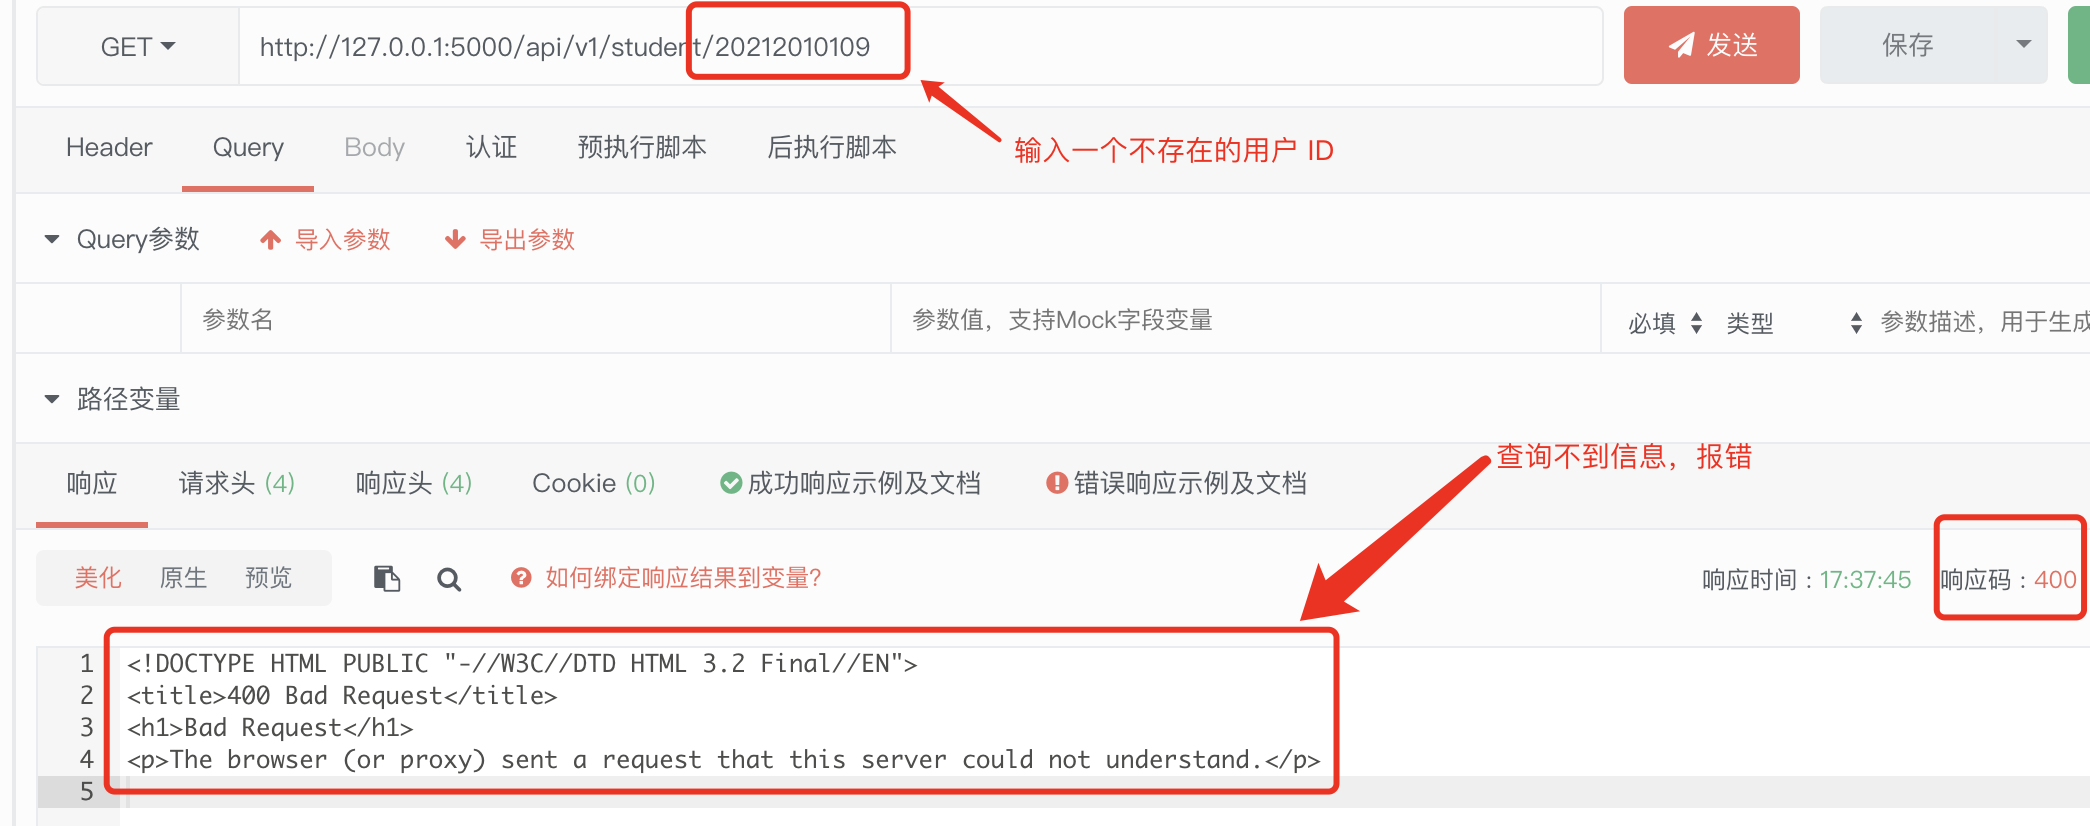 GET http://127.0.0.1:5000/api/v1/student/20212010109 发送 保存
Header Query Body 认证 预执行脚本 后执行脚本
输入一个不存在的用户 ID
Query参数 导入参数 导出参数
参数名 参数值，支持Mock字段变量 必填 类型 参数描述，用于生成
路径变量
查询不到信息，报错
响应 请求头 (4) 响应头 (4) Cookie (0) 成功响应示例及文档 错误响应示例及文档
美化 原生 预览 如何绑定响应结果到变量? 响应时间：17:37:45 响应码：400
1 <!DOCTYPE HTML PUBLIC "-//W3C//DTD HTML 3.2 Final//EN">
2 <title>400 Bad Request</title>
3 <h1>Bad Request</h1>
4 <p>The browser (or proxy) sent a request that this server could not understand.</p>
5